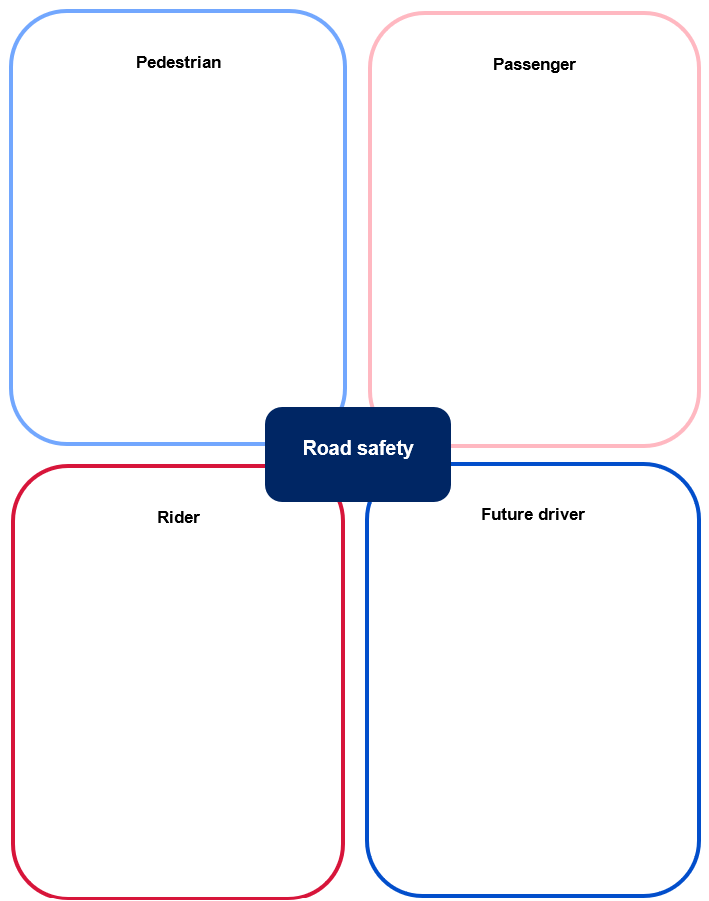 Pedestrian
Passenger
Road safety
Rider
Future driver